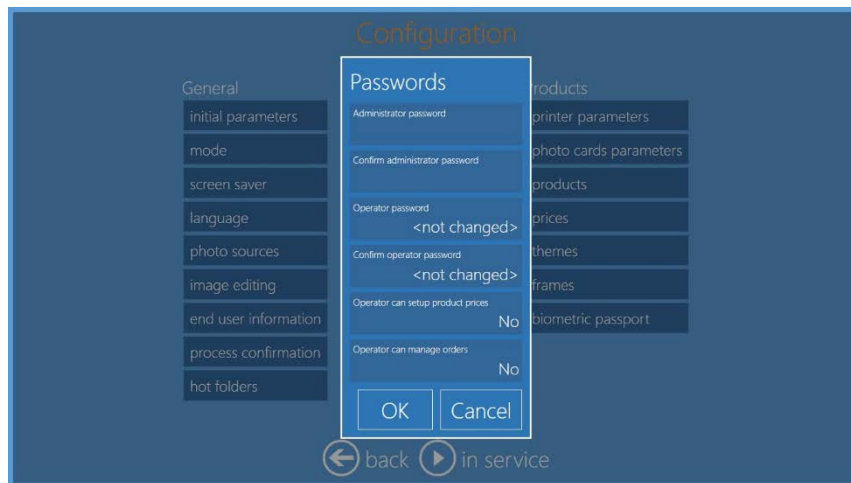 Configuration
General
initial parameters
mode
screen saver
language
photo sources
image editing
end user information
process confirmation
hot folders
Passwords
Administrator password
Confirm administrator password
Operator password
<not changed>
Confirm operator password
<not changed>
Operator can setup product prices
No
Operator can manage orders
No
OK
Cancel
roducts
printer parameters
photo cards parameters
products
prices
themes
frames
biometric passport
back
in service